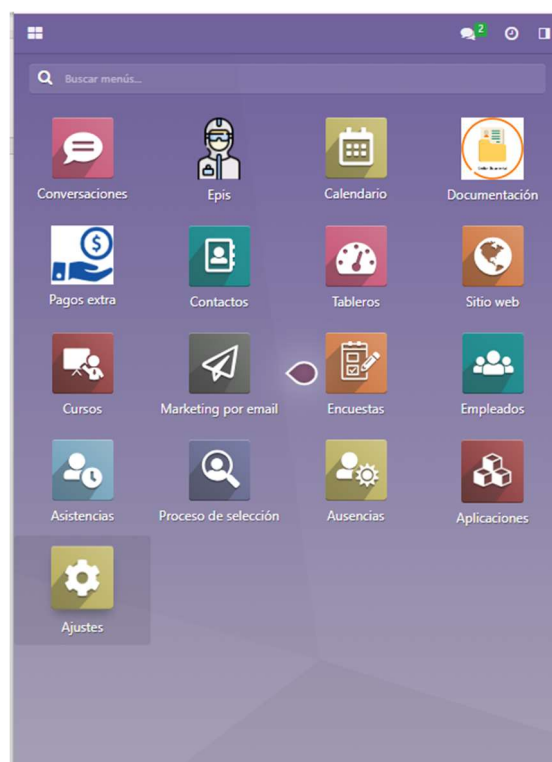 2
Buscar menús...
Conversaciones
Epis
Calendario
Documentación
Pagos extra
Contactos
Tableros
Sitio web
Cursos
Marketing por email
Encuestas
Empleados
Asistencias
Proceso de selección
Ausencias
Aplicaciones
Ajustes